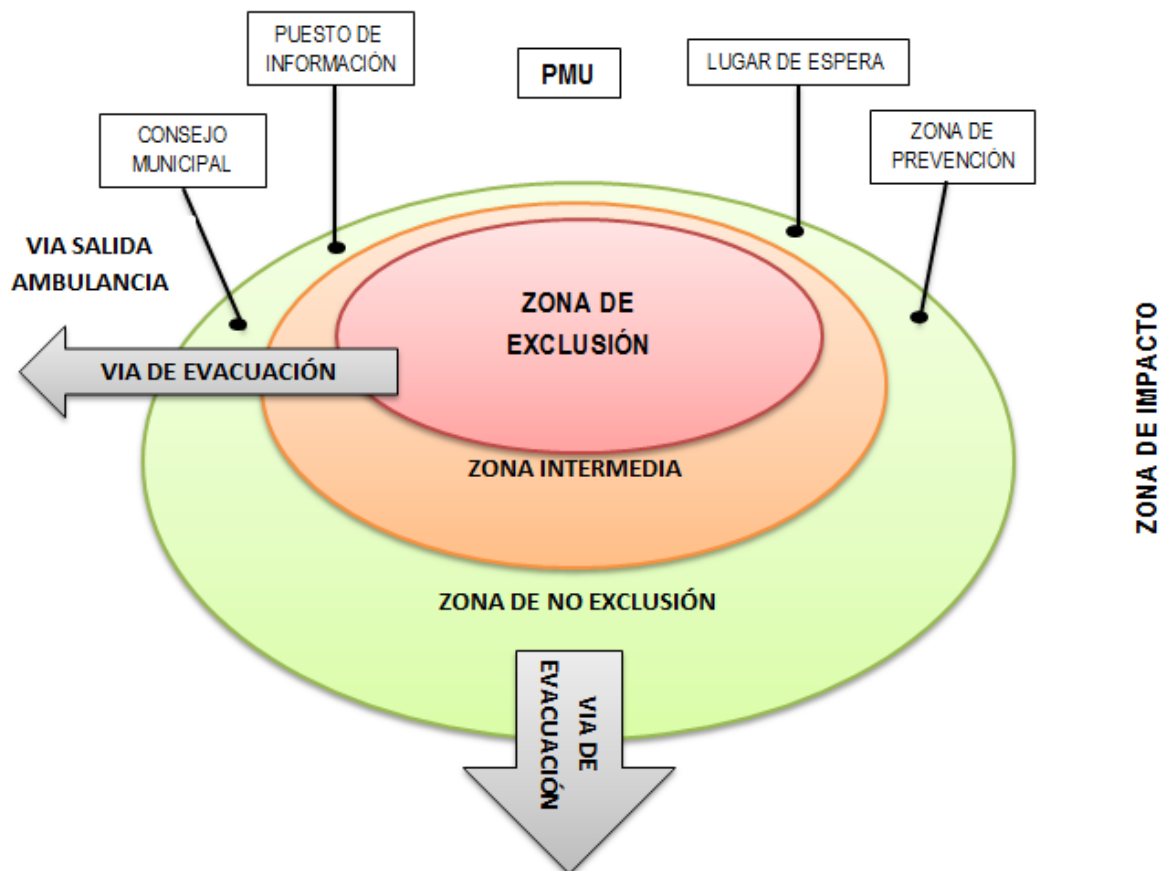 PUESTO DE
INFORMACIÓN
PMU
LUGAR DE ESPERA
CONSEJO
MUNICIPAL
ZONA DE
PREVENCIÓN
VIA SALIDA
AMBULANCIA
ZONA DE
EXCLUSIÓN
VIA DE EVACUACIÓN
ZONA DE IMPACTO
ZONA INTERMEDIA
ZONA DE NO EXCLUSIÓN
VIA DE
EVACUACIÓN